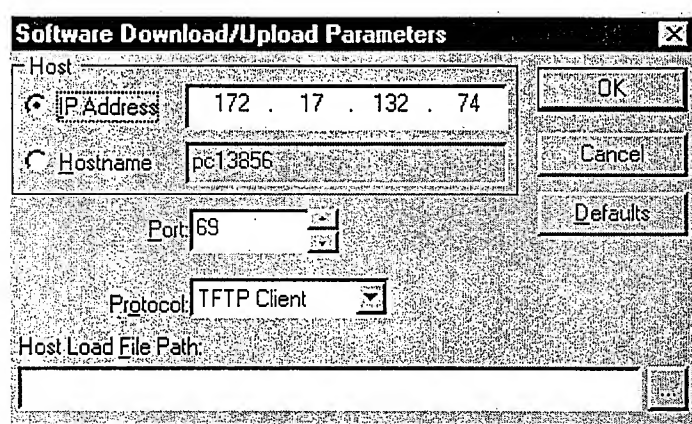 Software Download/Upload Parameters
Host
IP Address
172 . 17 . 132 . 74
Hostname
pc13856
OK
Cancel
Defaults
Port:
69
Protocol:
TFTP Client
Host Load File Path:
...